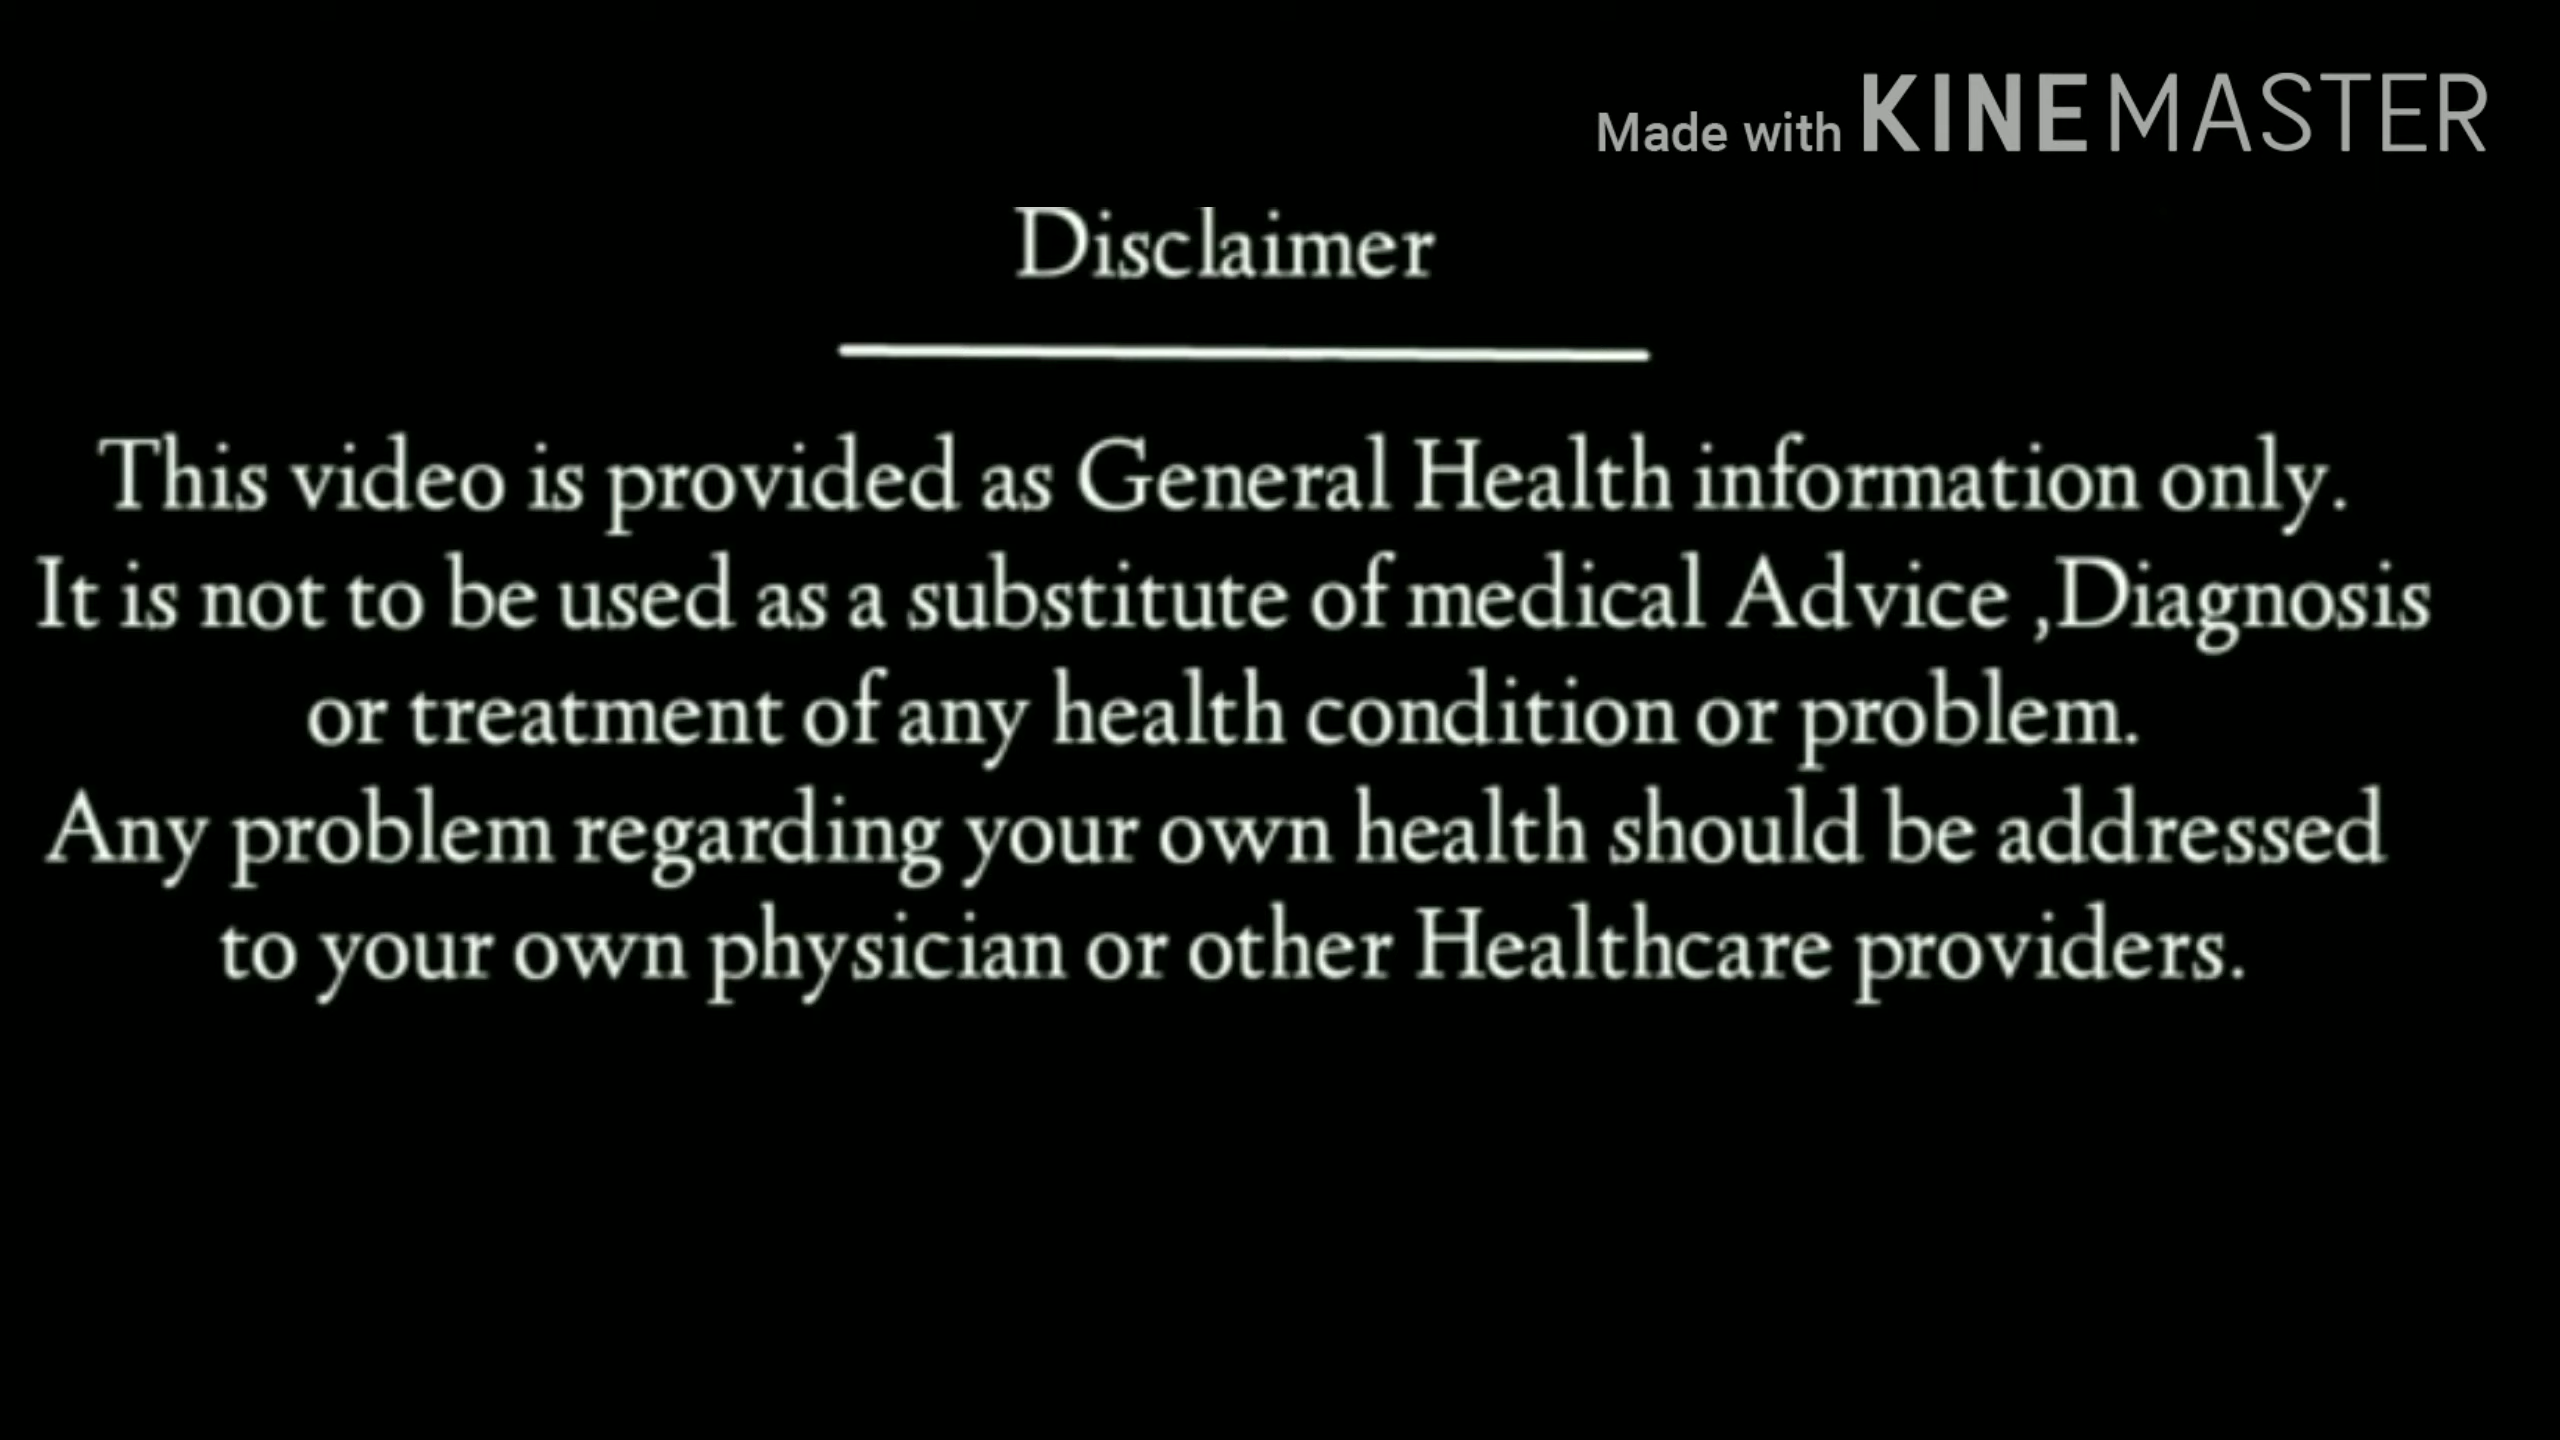 Made with KINEMASTER
Disclaimer
This video is provided as General Health information only.
It is not to be used as a substitute of medical Advice ,Diagnosis
or treatment of any health condition or problem.
Any problem regarding your own health should be addressed
to your own physician or other Healthcare providers.